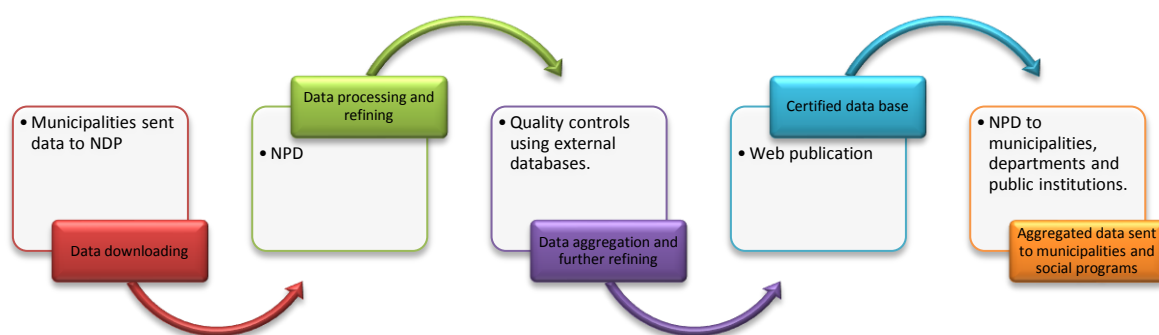 • Municipalities sent
data to NDP
Data downloading
Data processing and
refining
• NPD
• Quality controls
using external
databases.
Data aggregation and
further refining
Certified data base
• Web publication
• NPD to
municipalities,
departments and
public institutions.
Aggregated data sent
to municipalities and
social programs